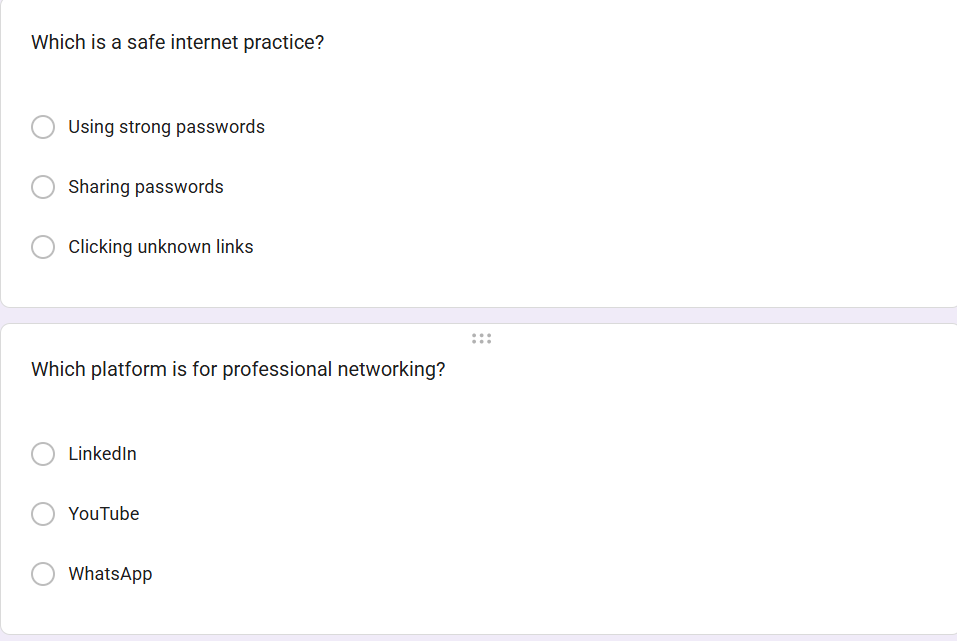 Which is a safe internet practice?
Using strong passwords
Sharing passwords
Clicking unknown links
Which platform is for professional networking?
LinkedIn
YouTube
WhatsApp